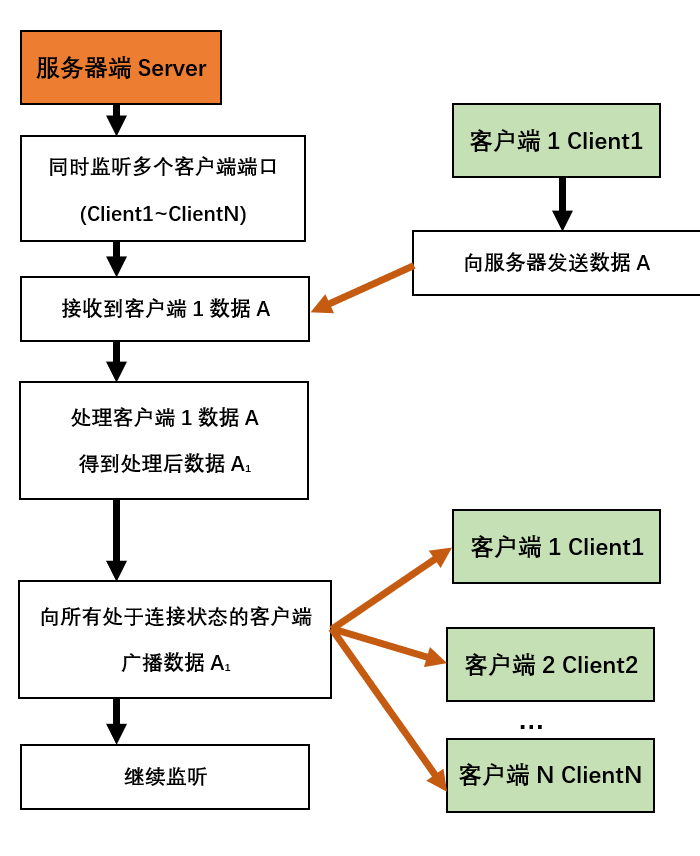 服务器端 Server
同时监听多个客户端端口
(Client1~ClientN)
客户端 1 Client1
向服务器发送数据 A
接收到客户端 1 数据 A
处理客户端 1 数据 A
得到处理后数据 A₁
向所有处于连接状态的客户端
广播数据 A₁
客户端 1 Client1
客户端 2 Client2
...
客户端 N ClientN
继续监听